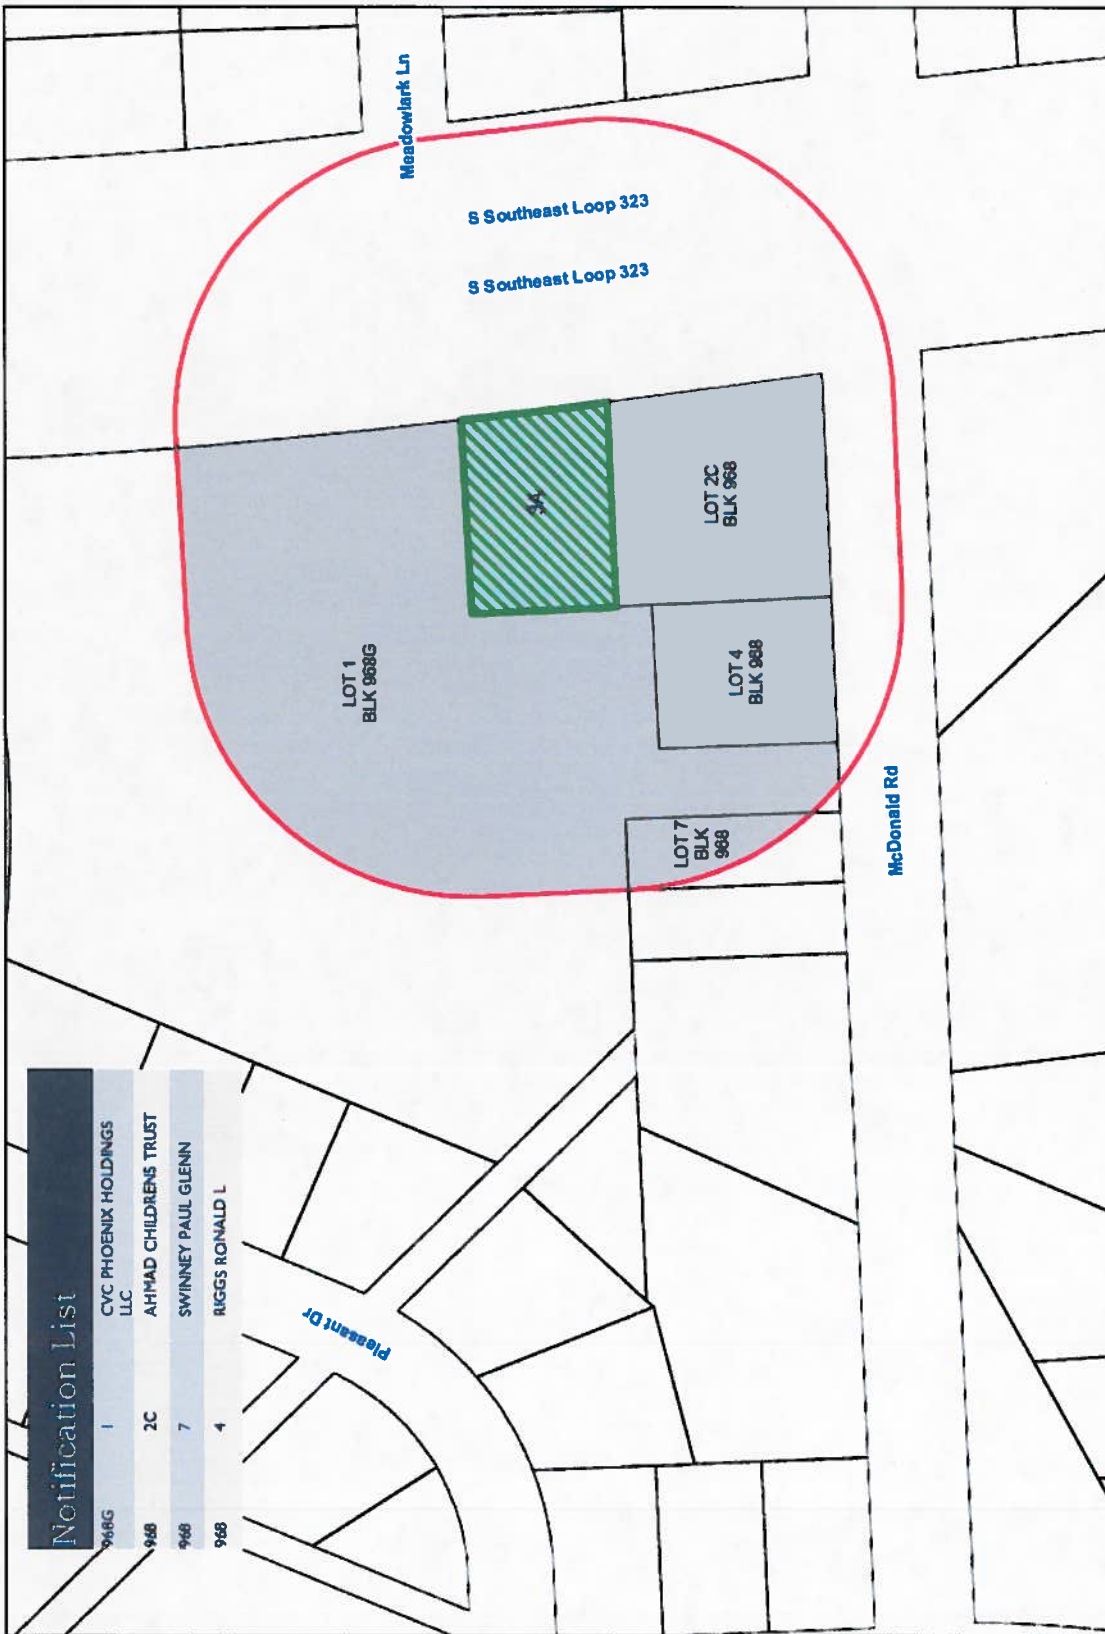 Notification List
968G 1 CVC PHOENIX HOLDINGS
LLC
968 2C AHMAD CHILDRENS TRUST
968 7 SWINNEY PAUL GLENN
968 4 RIGGS RONALD L
Meadowlark Ln
S Southeast Loop 323
S Southeast Loop 323
LOT 1
BLK 968G
LOT 2C
BLK 968
LOT 4
BLK 968
LOT 7
BLK
968
McDonald Rd
Pleasant Dr